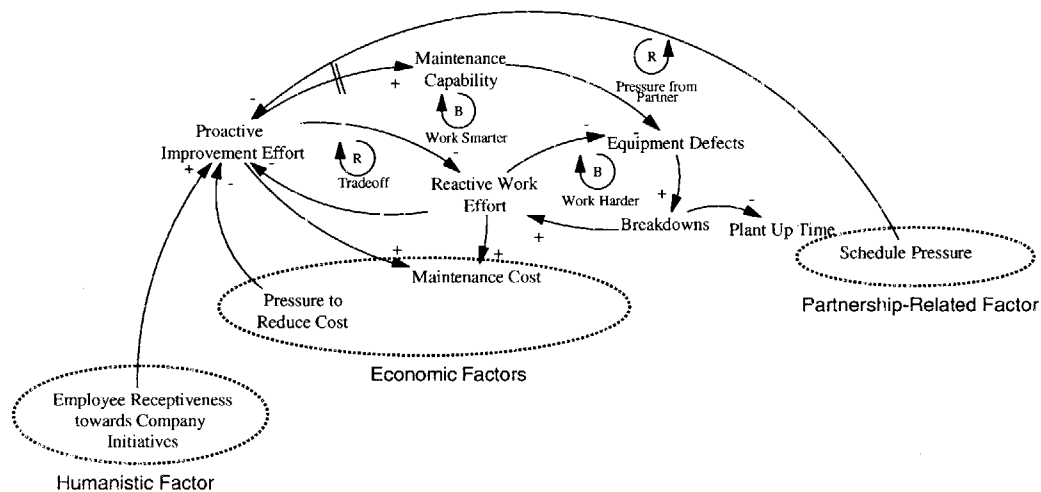 Maintenance
Capability
+
R
Pressure from
Partner
-
B
Work Smarter
Proactive
Improvement Effort
-
-
-
Equipment Defects
R
Tradeoff
-
B
Work Harder
+
-
-
Reactive Work
Effort
+
-
Breakdowns
Plant Up Time
+
Schedule Pressure
+
+
Maintenance Cost
Partnership-Related Factor
Pressure to
Reduce Cost
Economic Factors
Employee Receptiveness
towards Company
Initiatives
Humanistic Factor